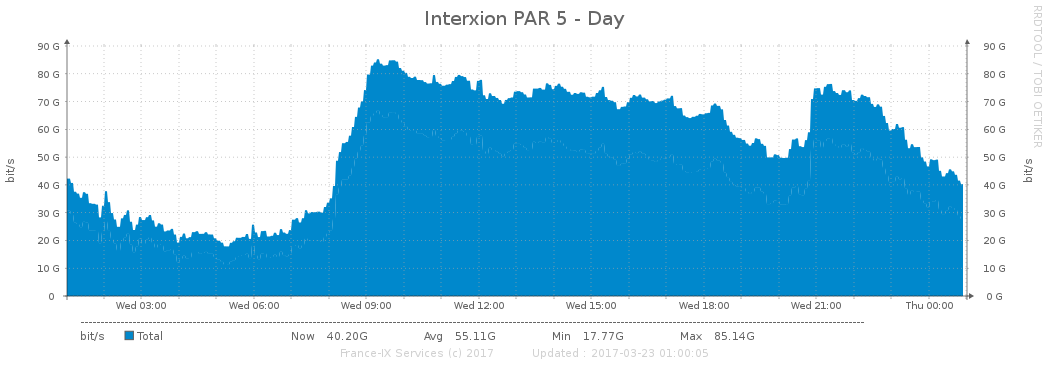 Interxion PAR 5 - Day
RRDTOOL / TOBI OETIKER
90 G 90 G
80 G 80 G
70 G 70 G
60 G 60 G
50 G 50 G
40 G 40 G
30 G 30 G
20 G 20 G
10 G 10 G
0 0 G
bit/s
bit/s
Wed 03:00 Wed 06:00 Wed 09:00 Wed 12:00 Wed 15:00 Wed 18:00 Wed 21:00 Thu 00:00
bit/s Total Now 40.20G Avg 55.11G Min 17.77G Max 85.14G
France-IX Services (c) 2017 Updated : 2017-03-23 01:00:05